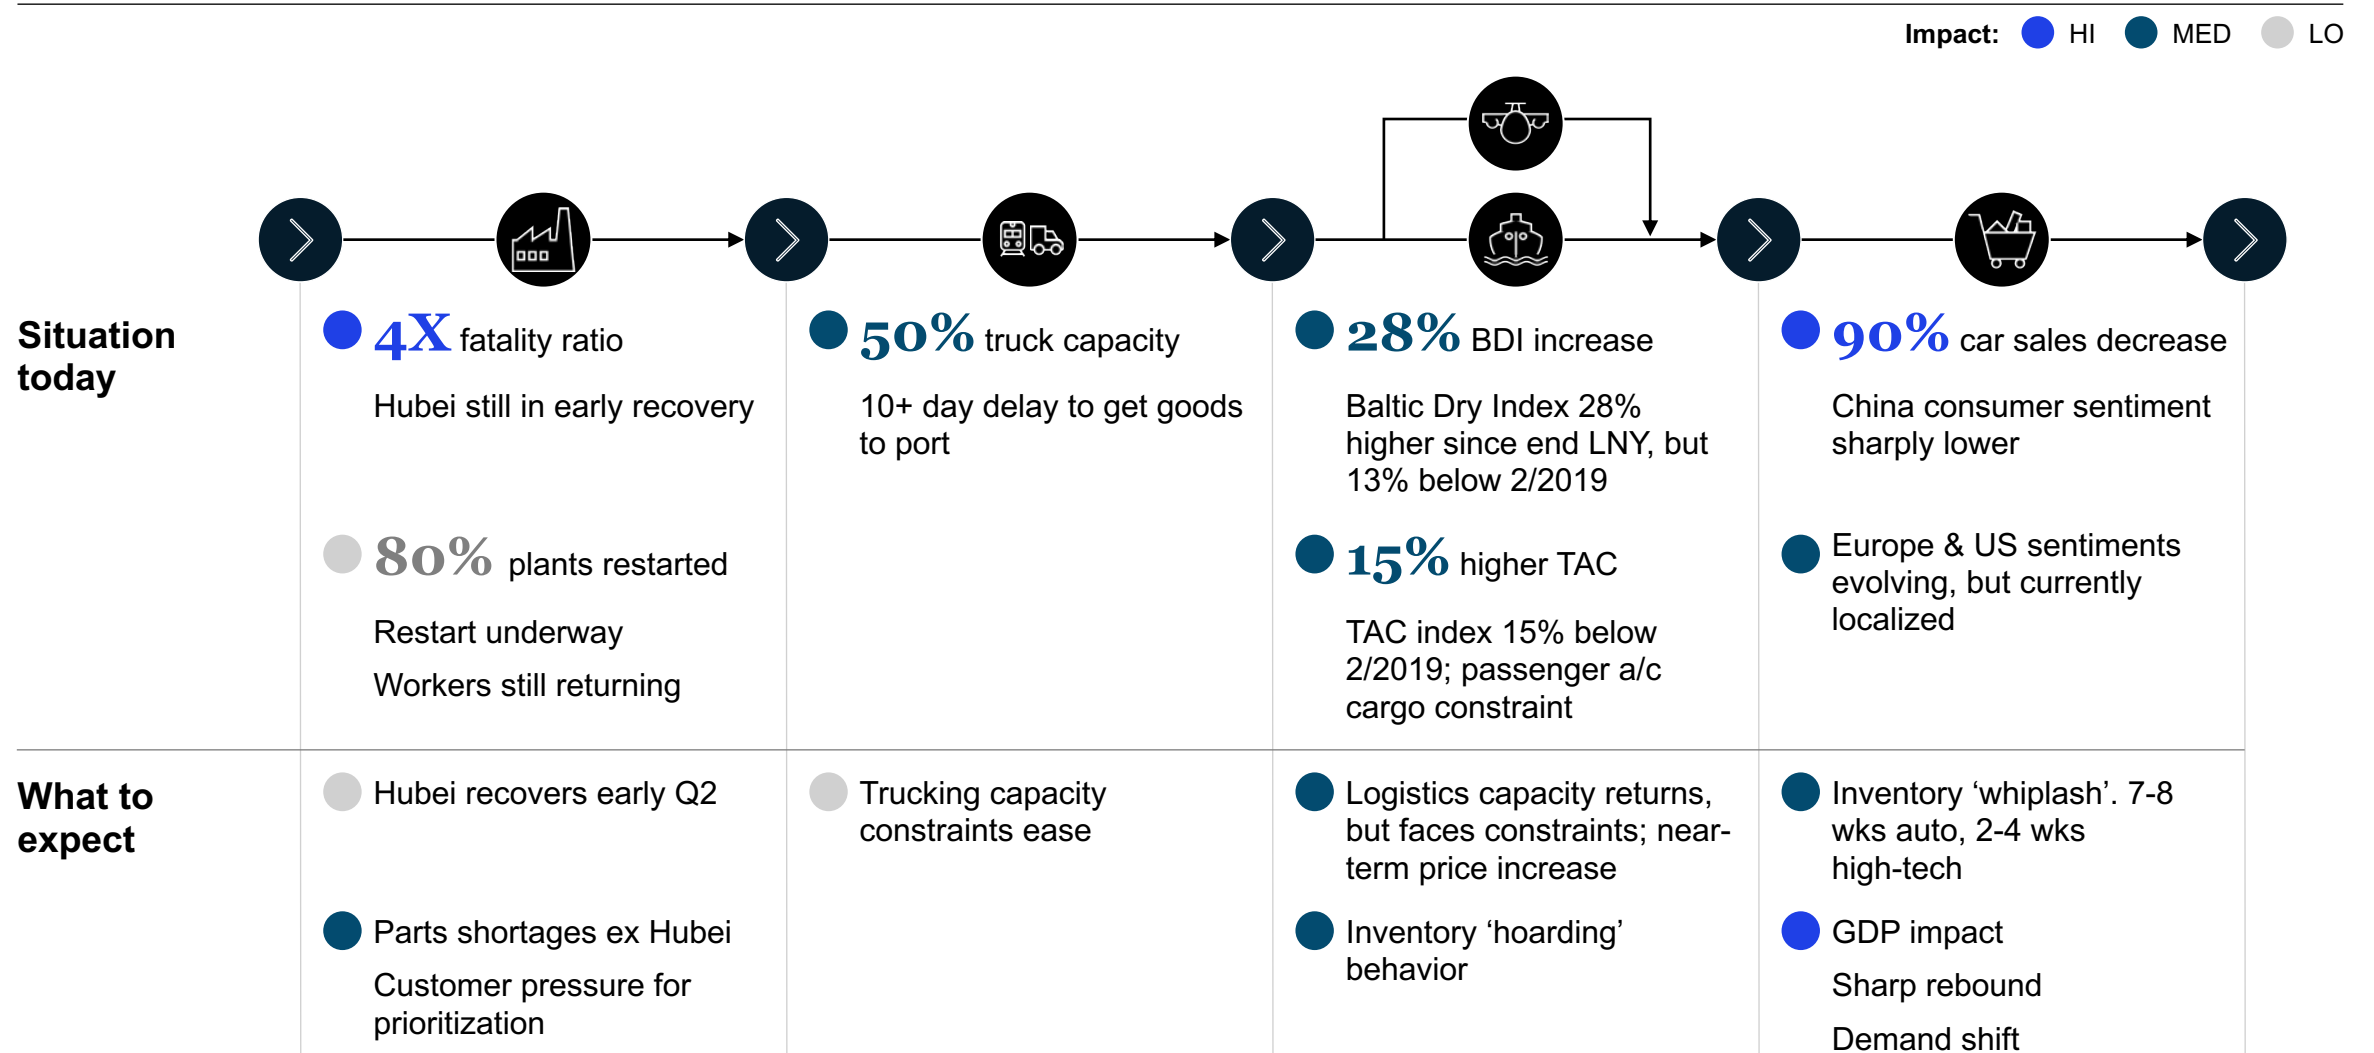 Impact: HI MED LO
Situation
today
4X fatality ratio
Hubei still in early recovery
80% plants restarted
Restart underway
Workers still returning
50% truck capacity
10+ day delay to get goods
to port
28% BDI increase
Baltic Dry Index 28%
higher since end LNY, but
13% below 2/2019
15% higher TAC
TAC index 15% below
2/2019; passenger a/c
cargo constraint
90% car sales decrease
China consumer sentiment
sharply lower
Europe & US sentiments
evolving, but currently
localized
What to
expect
Hubei recovers early Q2
Parts shortages ex Hubei
Customer pressure for
prioritization
Trucking capacity
constraints ease
Logistics capacity returns,
but faces constraints; near-
term price increase
Inventory ‘hoarding’
behavior
Inventory ‘whiplash’. 7-8
wks auto, 2-4 wks
high-tech
GDP impact
Sharp rebound
Demand shift